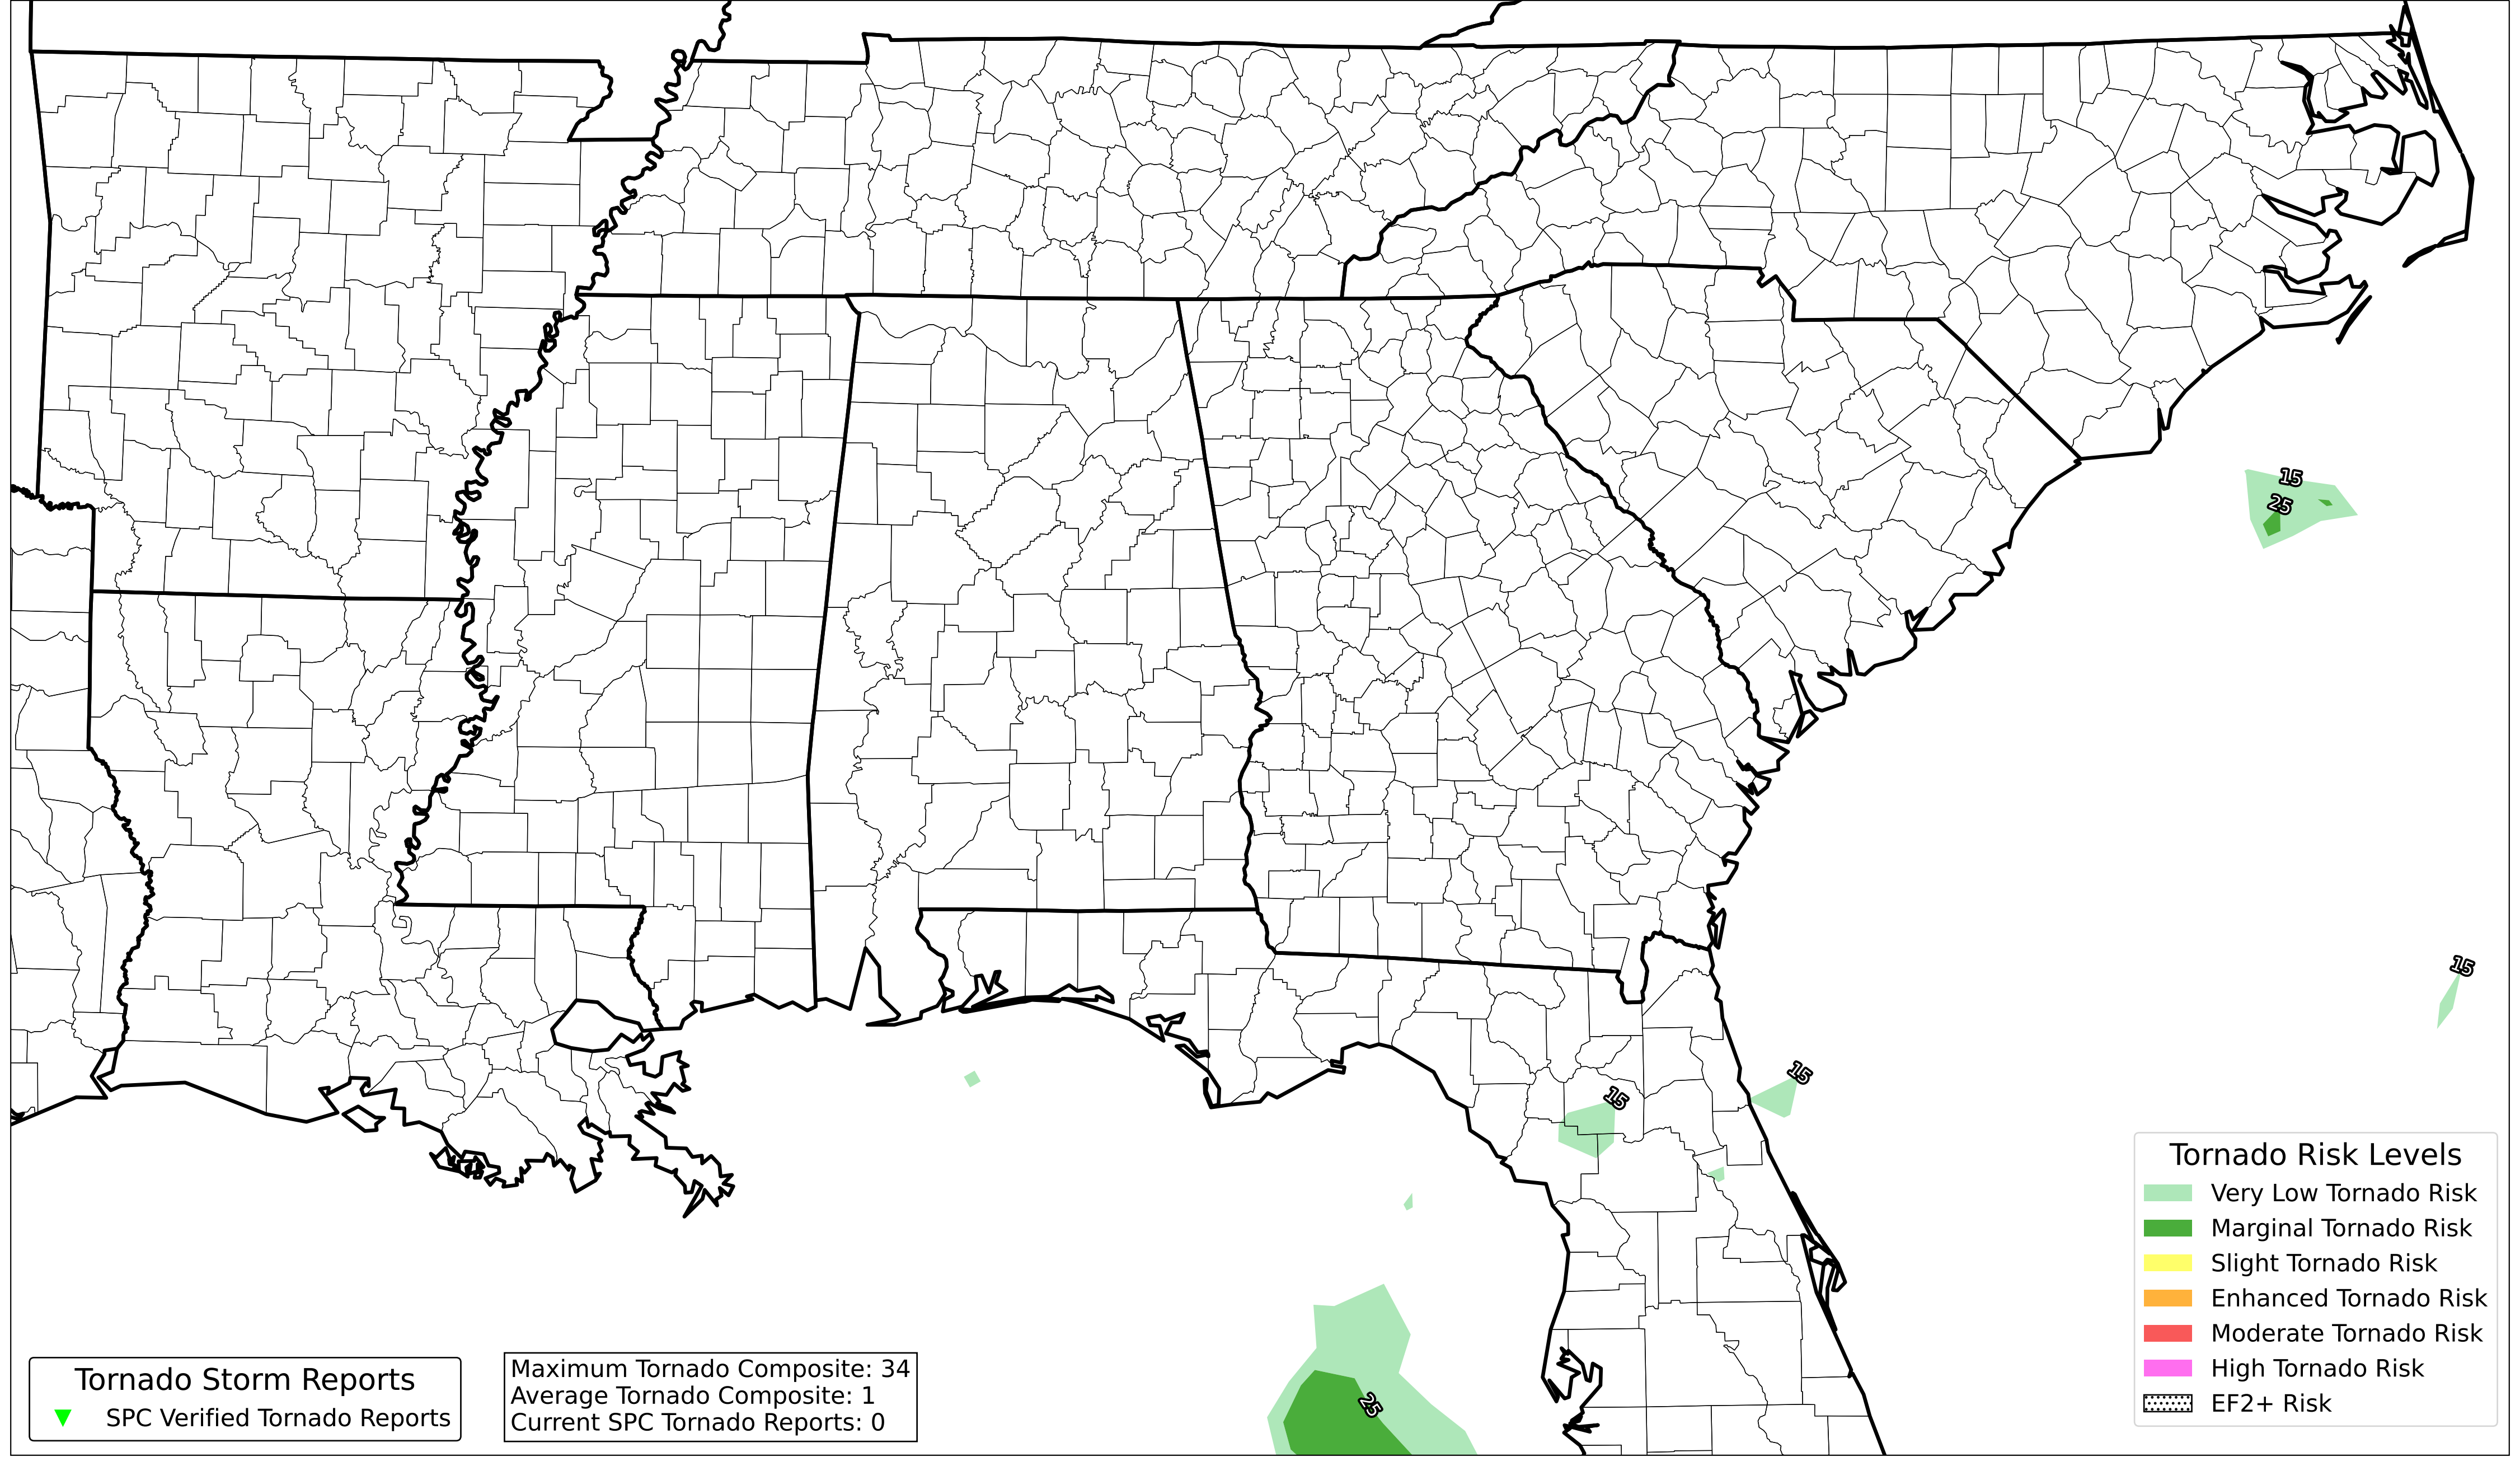 15
25
15
15
15
25
Tornado Risk Levels
Very Low Tornado Risk
Marginal Tornado Risk
Slight Tornado Risk
Enhanced Tornado Risk
Moderate Tornado Risk
High Tornado Risk
EF2+ Risk
Tornado Storm Reports
SPC Verified Tornado Reports
Maximum Tornado Composite: 34
Average Tornado Composite: 1
Current SPC Tornado Reports: 0